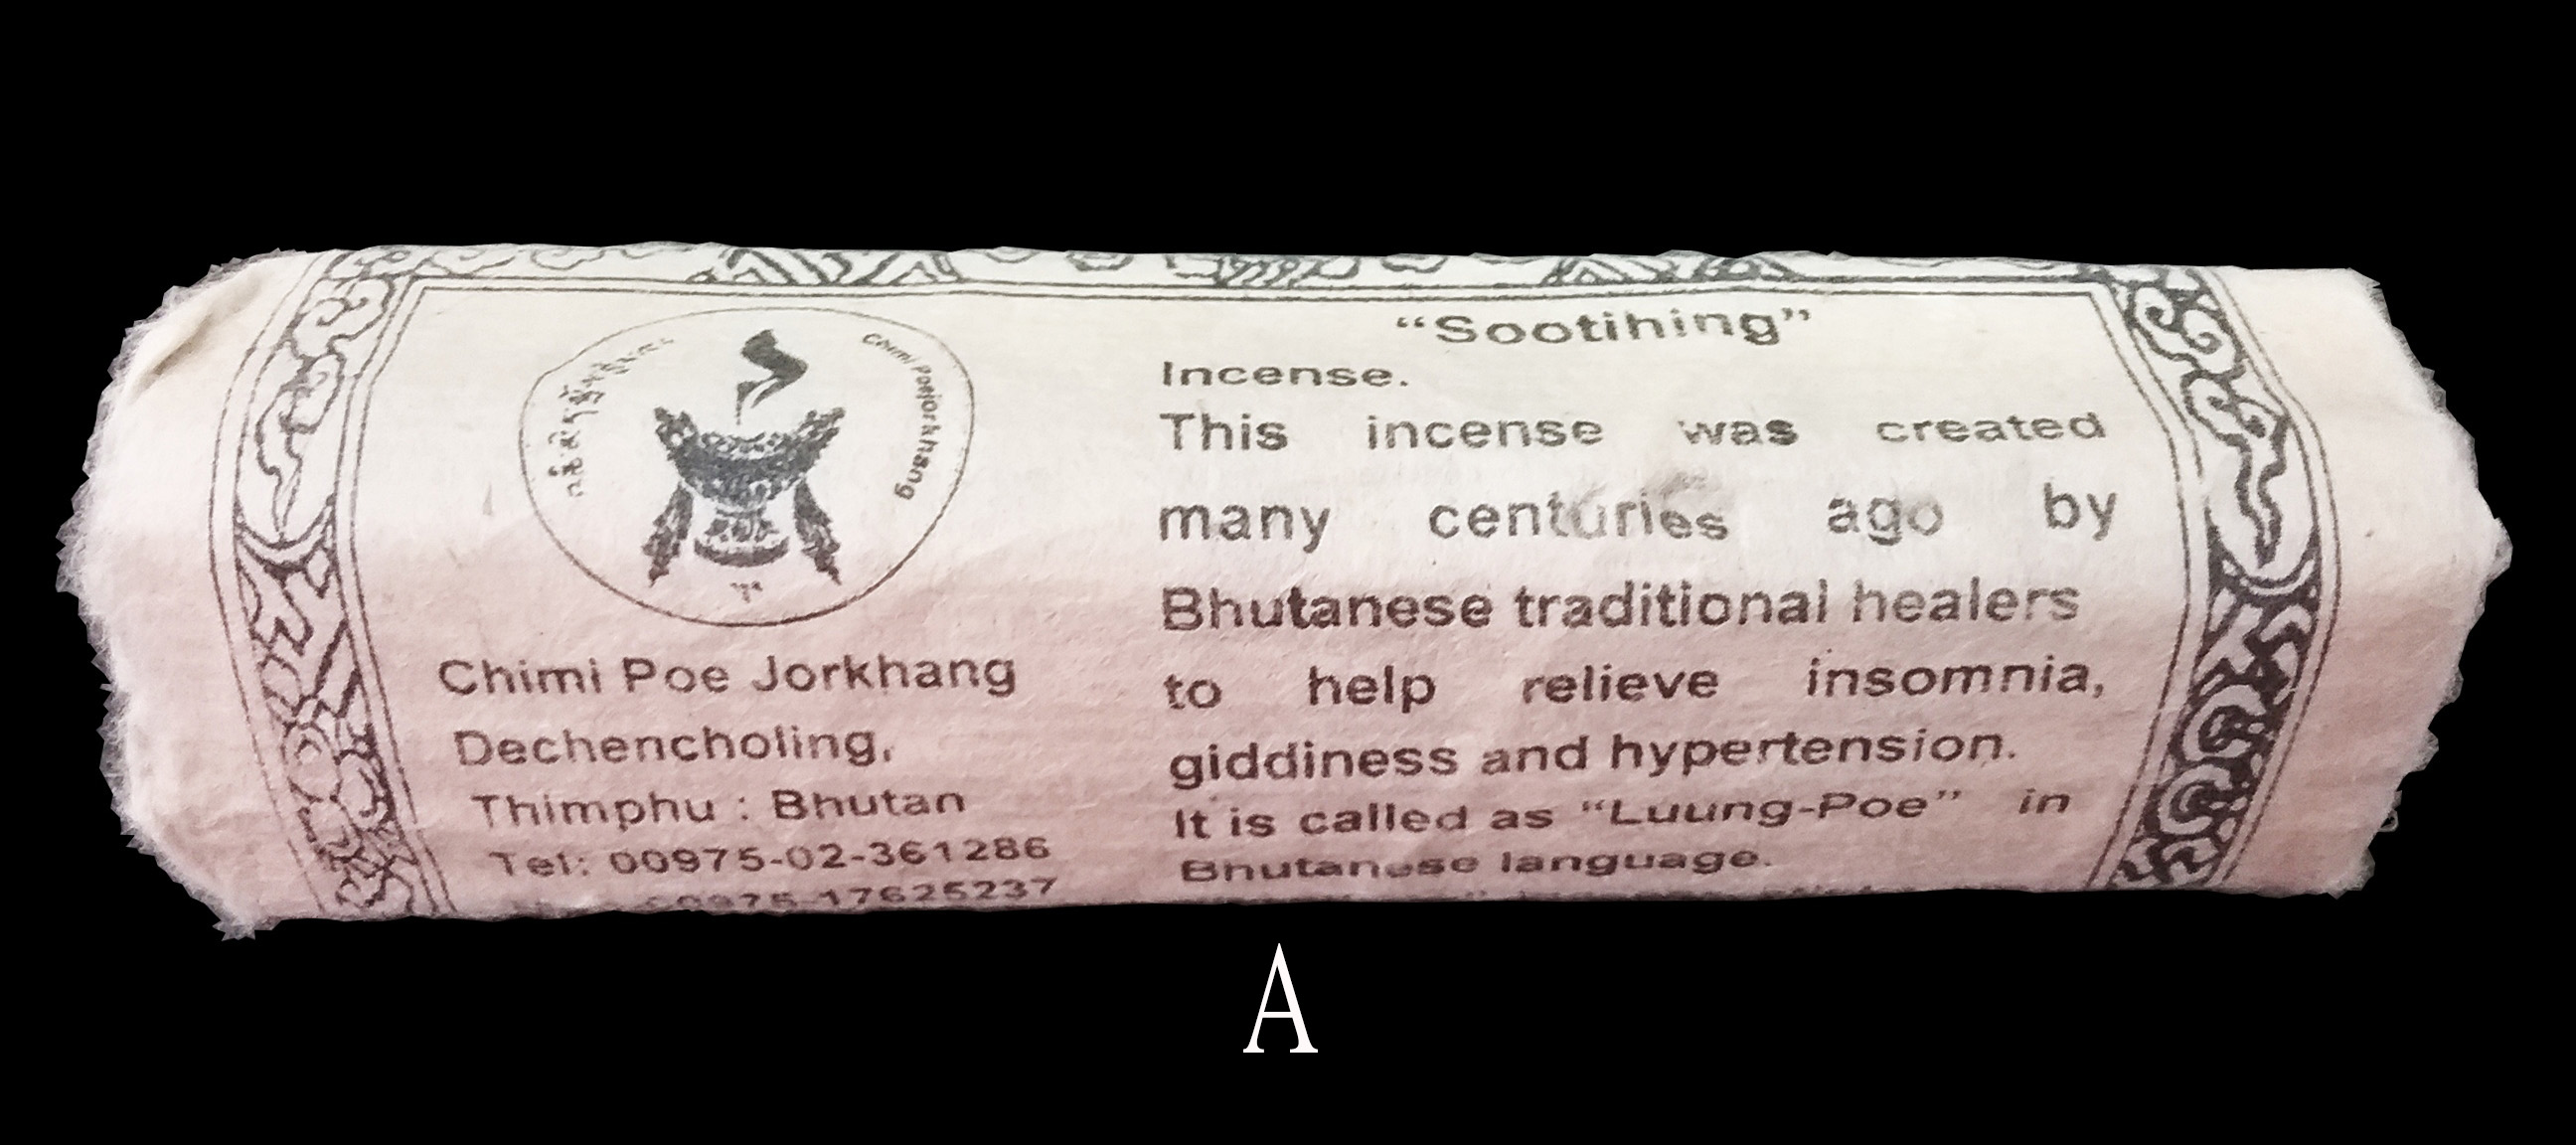 Chimi Poejorkhang
Chimi Poe Jorkhang
Dechencholing,
Thimphu : Bhutan
Tel: 00975-02-361286
00975-17625237
“Sootihing”
Incense.
This incense was created
many centuries ago by
Bhutanese traditional healers
to help relieve insomnia,
giddiness and hypertension.
It is called as “Luung-Poe” in
Bhutanese language.
A